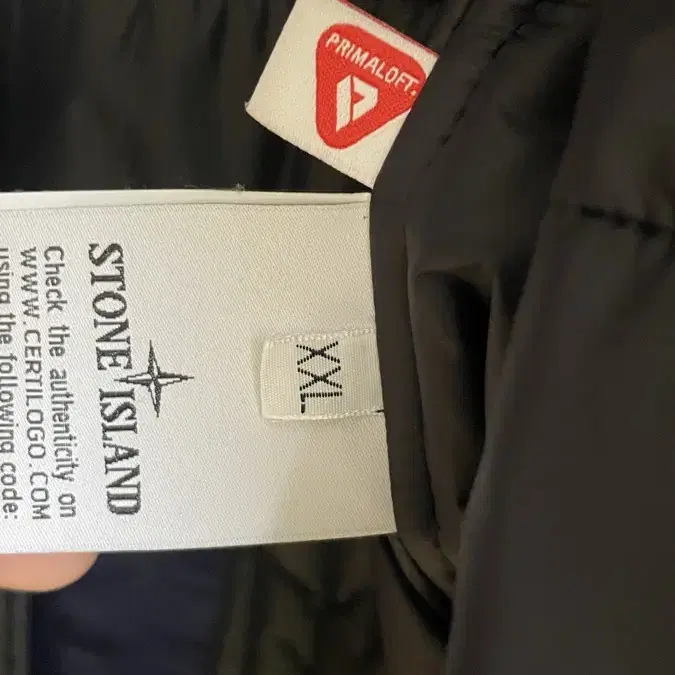 PRIMALOFT.
XXL
STONE ISLAND
Check the authenticity on
WWW.CERTILOGO.COM
using the following code: